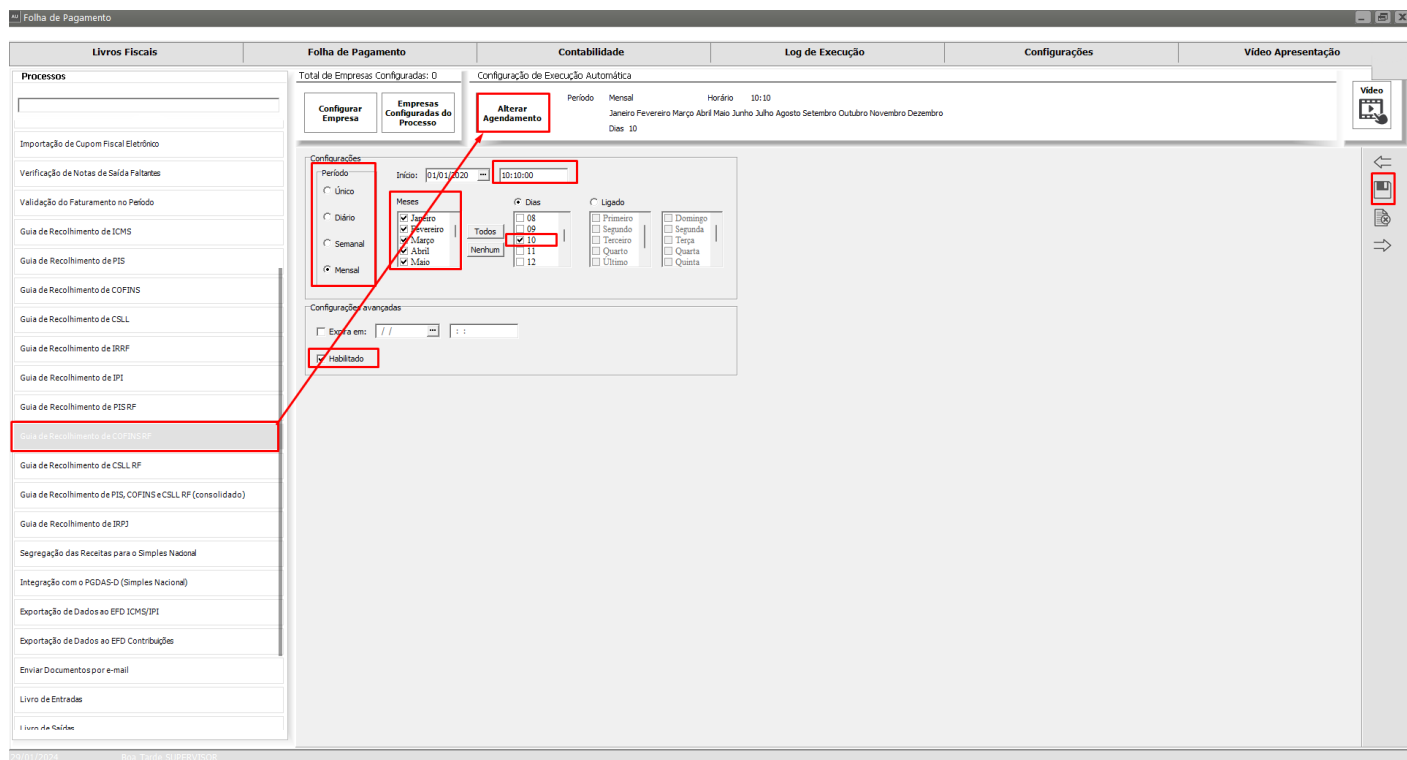 Folha de Pagamento
Livros Fiscais
Folha de Pagamento
Contabilidade
Log de Execução
Configurações
Vídeo Apresentação
Processos
Importação de Cupom Fiscal Eletrônico
Verificação de Notas de Saída Faltantes
Validação do Faturamento no Período
Guia de Recolhimento de ICMS
Guia de Recolhimento de PIS
Guia de Recolhimento de COFINS
Guia de Recolhimento de CSLL
Guia de Recolhimento de IRRF
Guia de Recolhimento de IPI
Guia de Recolhimento de PIS RF
Guia de Recolhimento de COFINS RF
Guia de Recolhimento de CSLL RF
Guia de Recolhimento de PIS, COFINS e CSLL RF (consolidado)
Guia de Recolhimento de IRPJ
Segregação das Receitas para o Simples Nacional
Integração com o PGDAS-D (Simples Nacional)
Exportação de Dados ao EFD ICMS/IPI
Exportação de Dados ao EFD Contribuições
Enviar Documentos por e-mail
Livro de Entradas
Livro de Saídas
Total de Empresas Configuradas: 0
Configurar
Empresa
Empresas
Configuradas do
Processo
Configuração de Execução Automática
Alterar
Agendamento
Período Mensal Horário 10:10
Janeiro Fevereiro Março Abril Maio Junho Julho Agosto Setembro Outubro Novembro Dezembro
Dias 10
Vídeo
Configurações
Período
Único
Diário
Semanal
Mensal
Início: 01/01/2020 ... 10:10:00
Meses
Janeiro
Fevereiro
Março
Abril
Maio
Todos
Nenhum
Dias
08
09
10
11
12
Ligado
Primeiro
Segundo
Terceiro
Quarto
Último
Domingo
Segunda
Terça
Quarta
Quinta
Configurações avançadas
Expira em: / / ... : :
Habilitado
29/01/2024 Boa Tarde SUPERVISOR